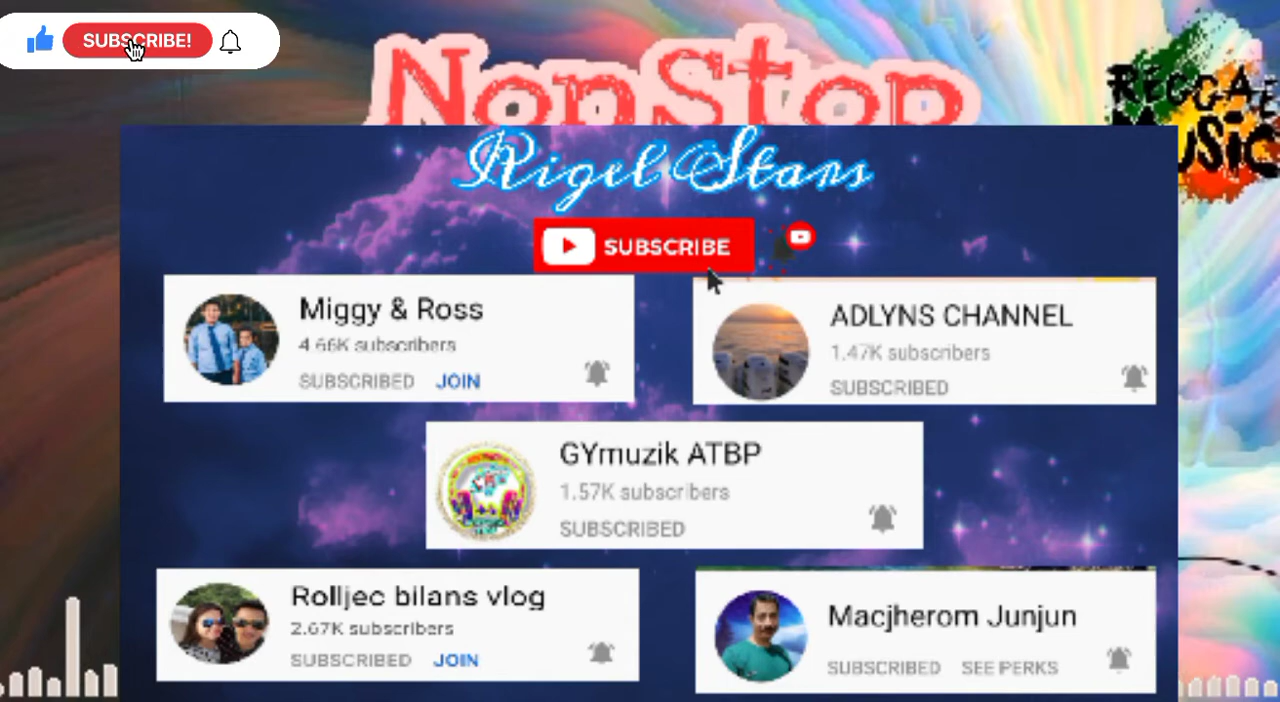 SUBSCRIBE!
NonStop
REGGAE
MUSIC
Rigel Stars
SUBSCRIBE
Miggy & Ross
4.66K subscribers
SUBSCRIBED JOIN
ADLYNS CHANNEL
1.47K subscribers
SUBSCRIBED
GYmuzik ATBP
1.57K subscribers
SUBSCRIBED
Rolljec bilans vlog
2.67K subscribers
SUBSCRIBED JOIN
Macjherom Junjun
SUBSCRIBED SEE PERKS